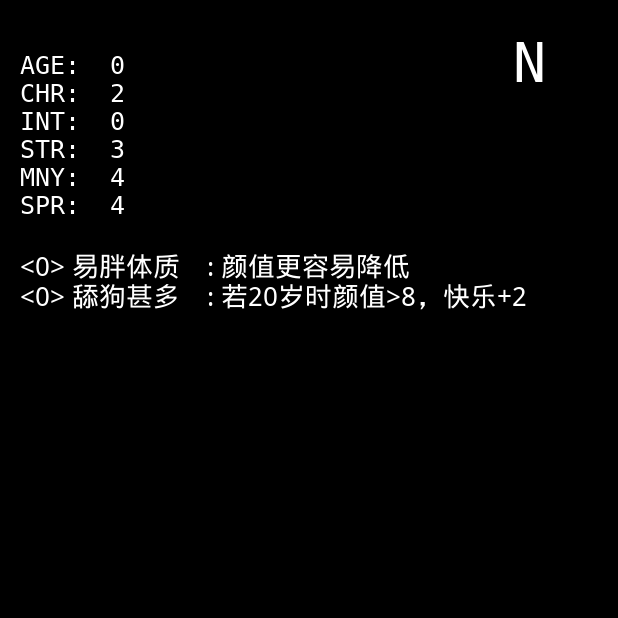 N
AGE: 0
CHR: 2
INT: 0
STR: 3
MNY: 4
SPR: 4
<0> 易胖体质 :颜值更容易降低
<0> 舔狗甚多 :若20岁时颜值>8，快乐+2